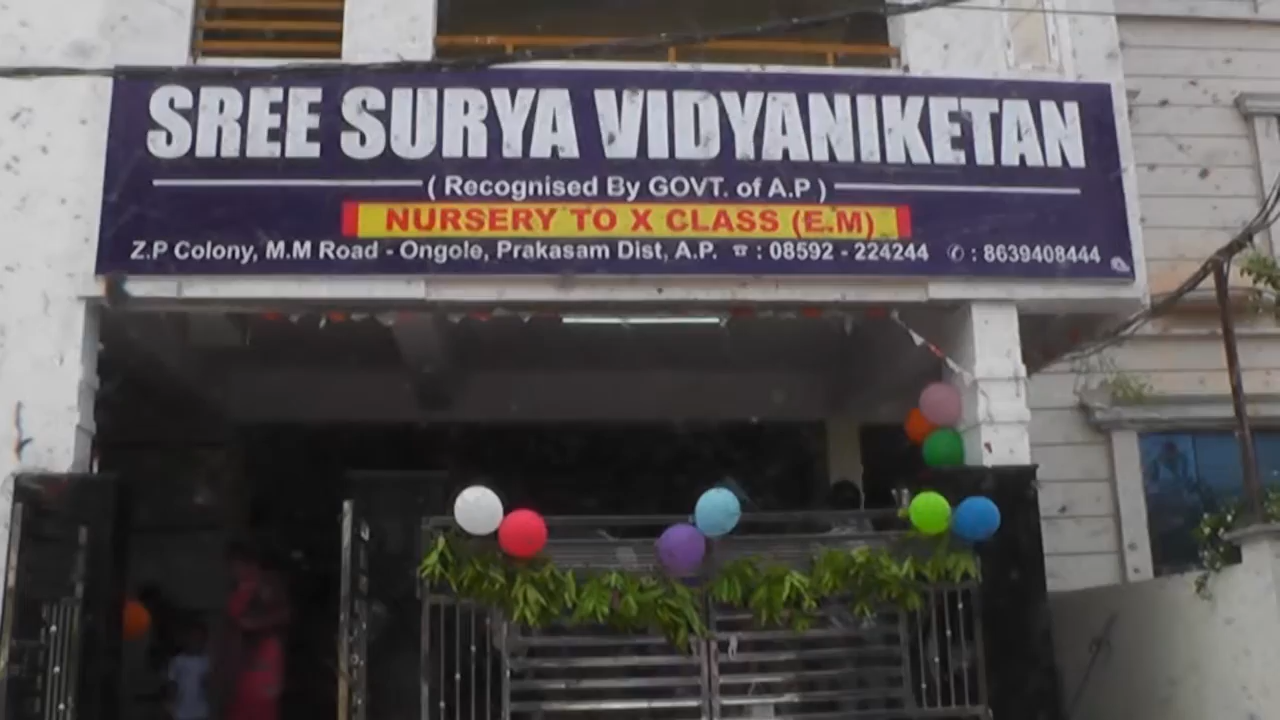 SREE SURYA VIDYANIKETAN
( Recognised By GOVT. of A.P )
NURSERY TO X CLASS (E.M)
Z.P Colony, M.M Road - Ongole, Prakasam Dist, A.P. ☎ : 08592 - 224244 ✆ : 8639408444